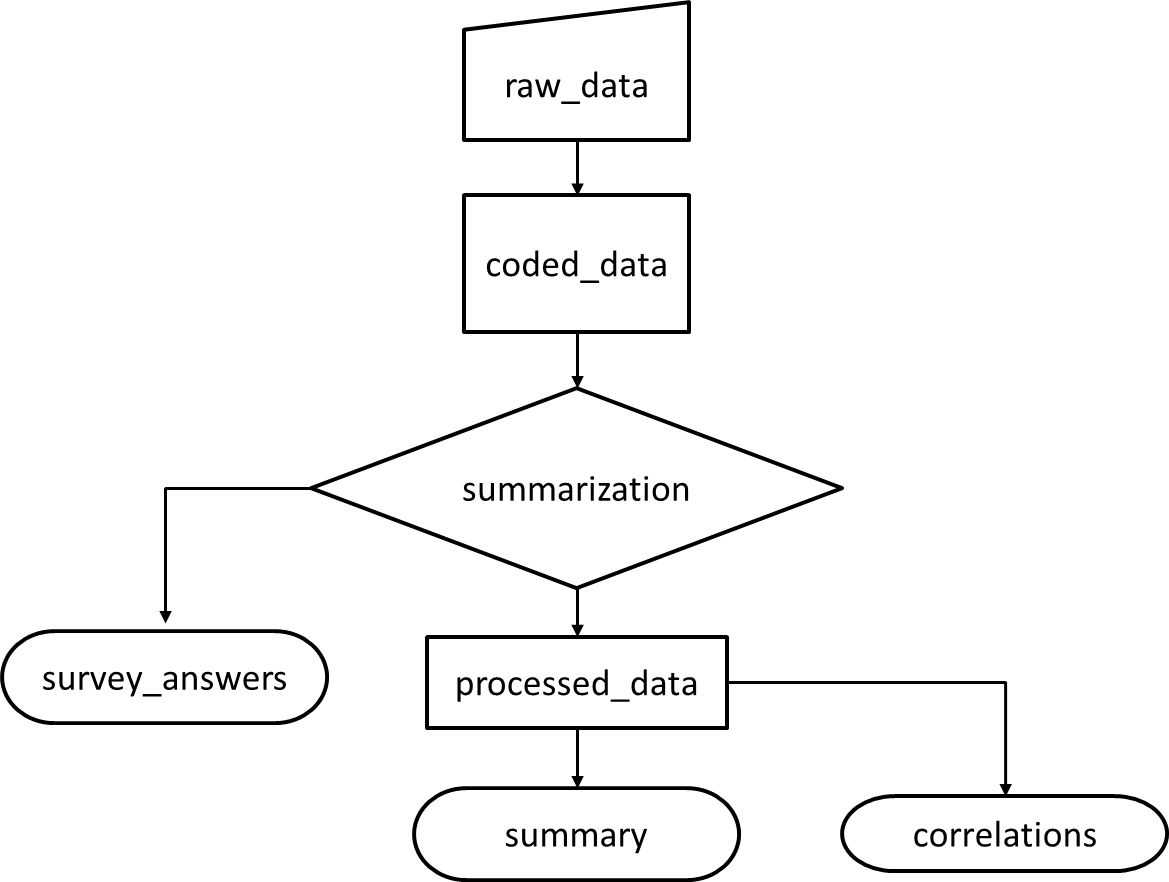 raw_data
coded_data
summarization
survey_answers
processed_data
summary
correlations